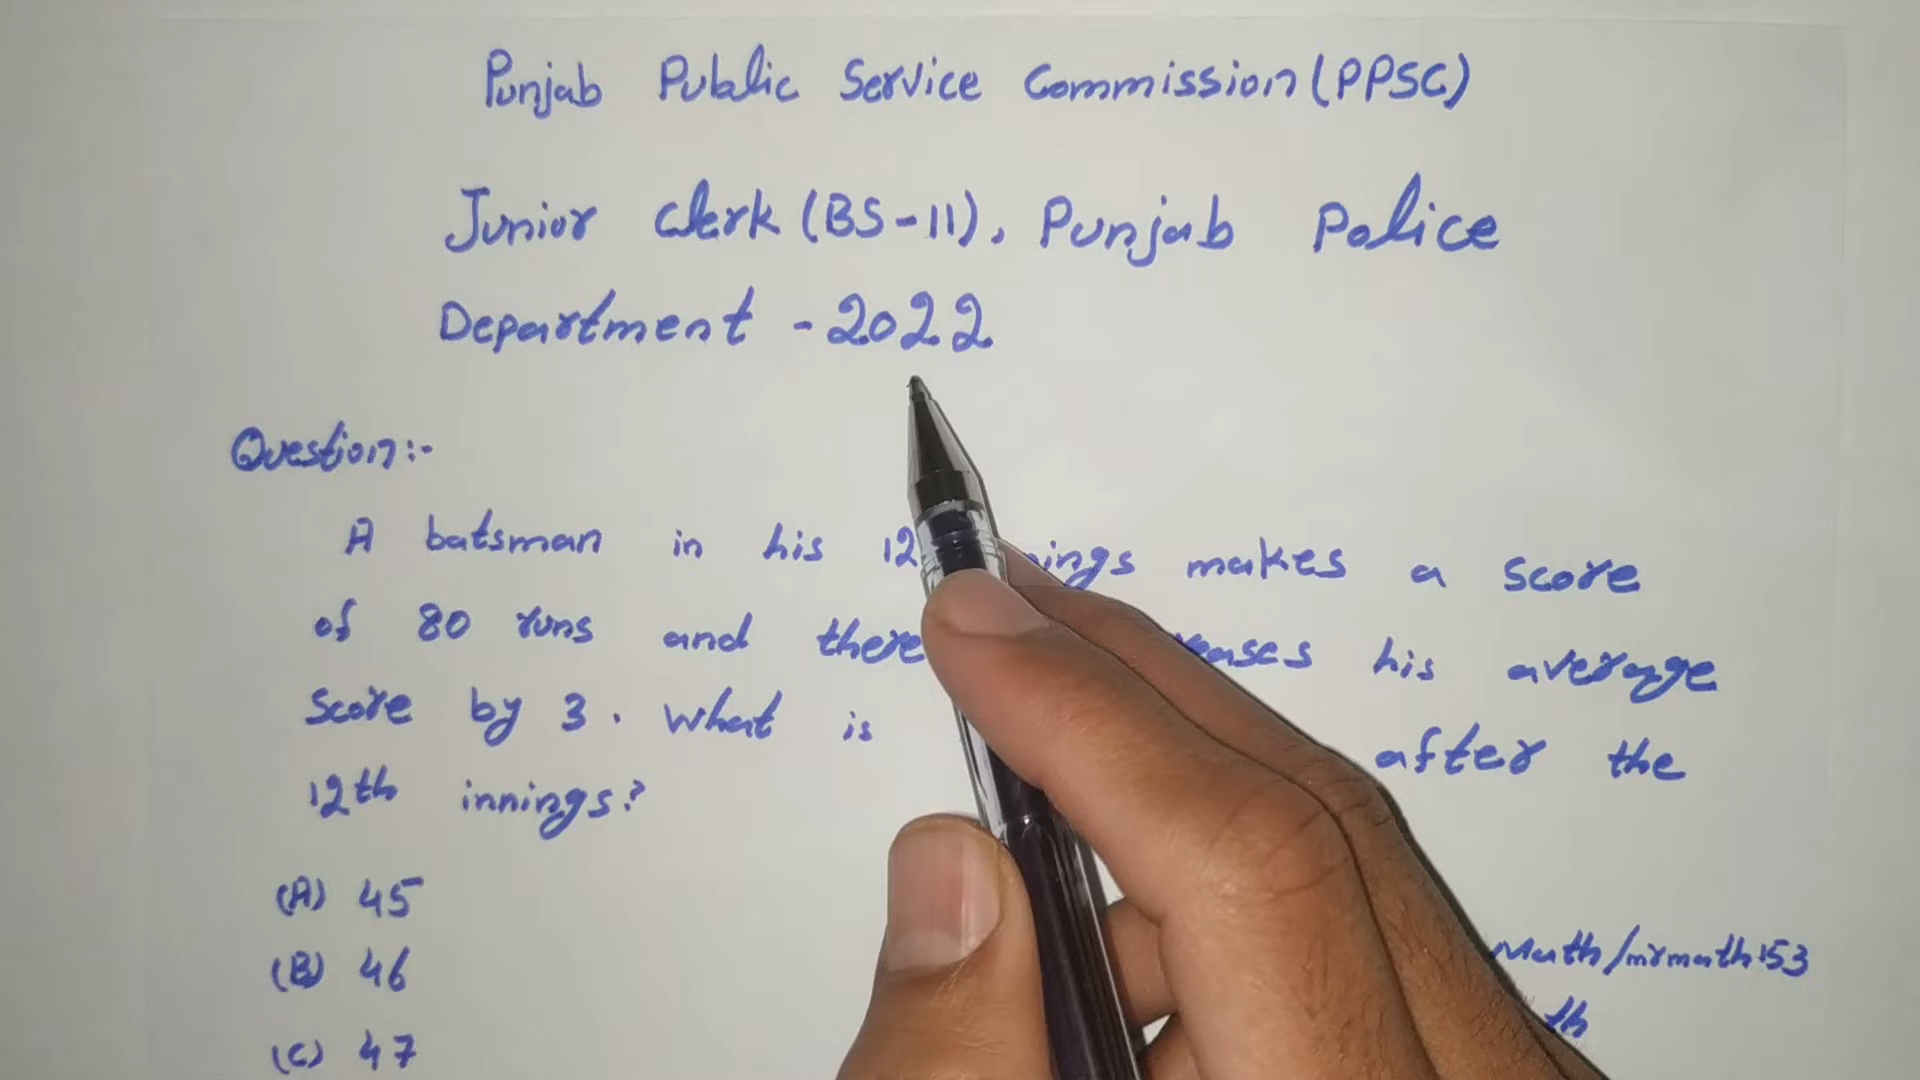 Punjab Public Service Commission (PPSC)
Junior Clerk (BS-11), Punjab Police
Department - 2022
Question:-
A batsman in his 12 makes a score
of 80 runs and his average
score by 3. What is after the
12th innings?
(A) 45
(B) 46
Math/mrmath153
(C) 47